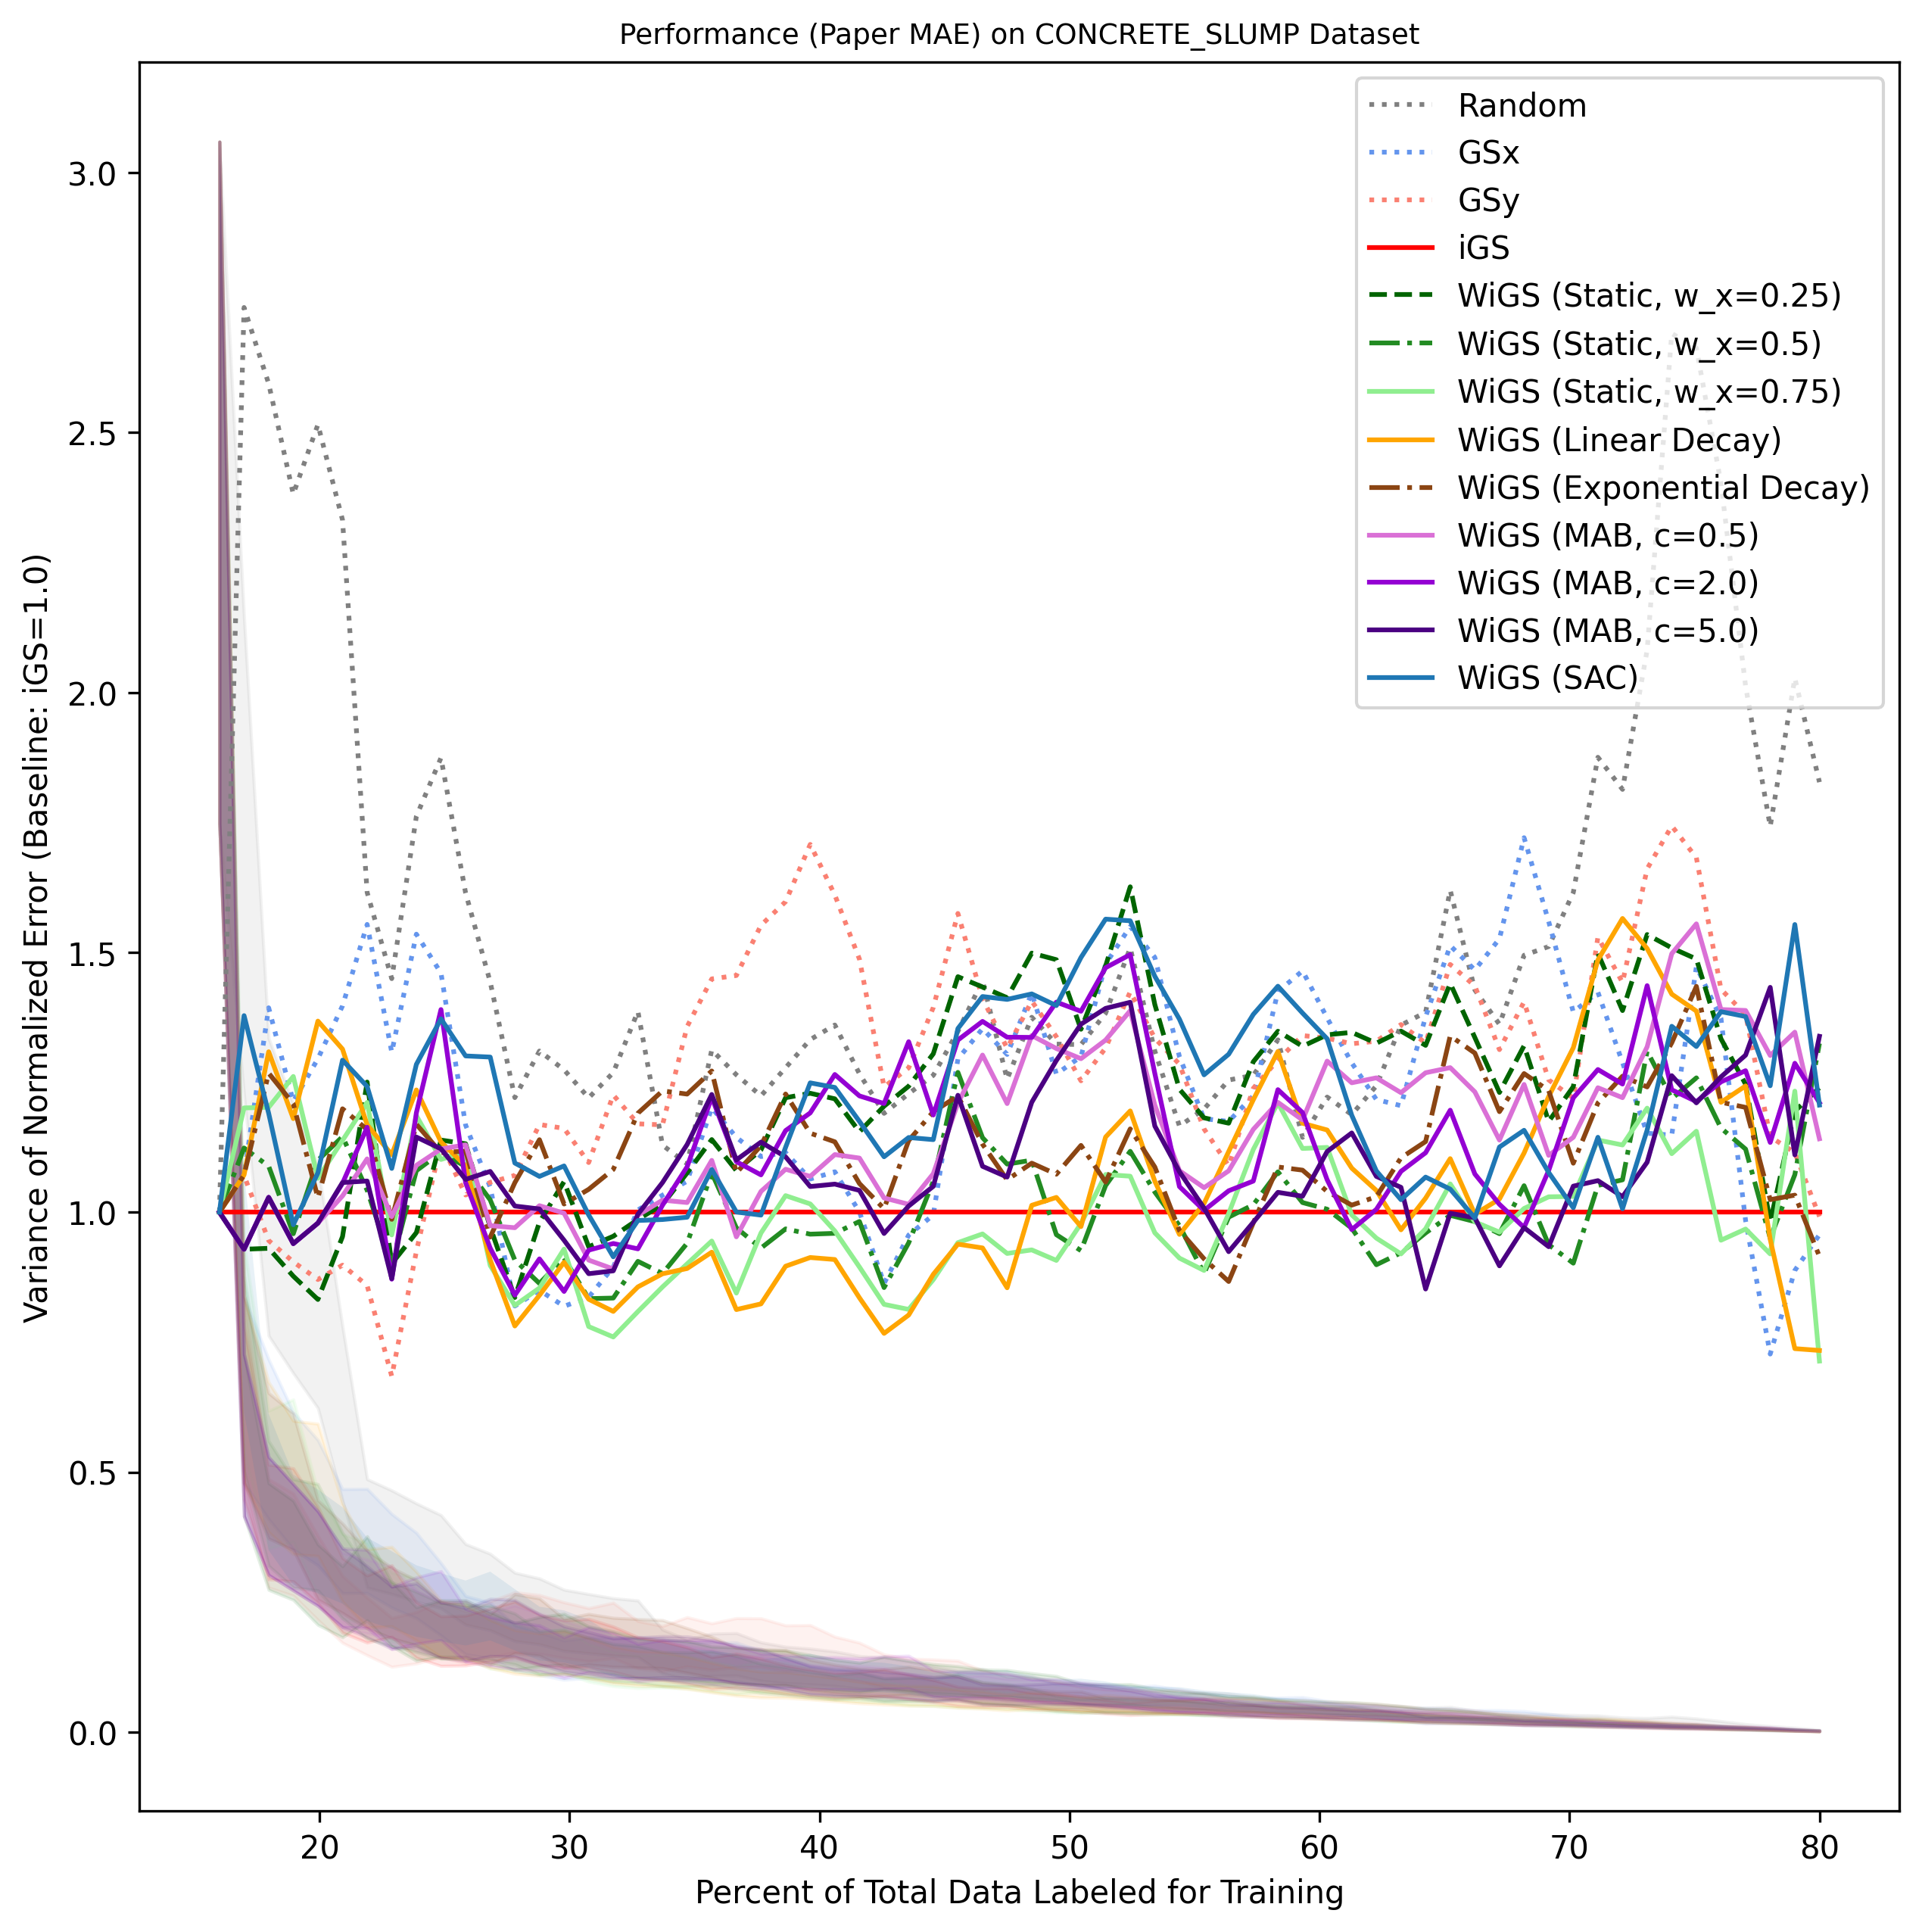 Performance (Paper MAE) on CONCRETE_SLUMP Dataset
Variance of Normalized Error (Baseline: iGS=1.0)
3.0
2.5
2.0
1.5
1.0
0.5
0.0
Random
GSx
GSy
iGS
WiGS (Static, w_x=0.25)
WiGS (Static, w_x=0.5)
WiGS (Static, w_x=0.75)
WiGS (Linear Decay)
WiGS (Exponential Decay)
WiGS (MAB, c=0.5)
WiGS (MAB, c=2.0)
WiGS (MAB, c=5.0)
WiGS (SAC)
20 30 40 50 60 70 80
Percent of Total Data Labeled for Training